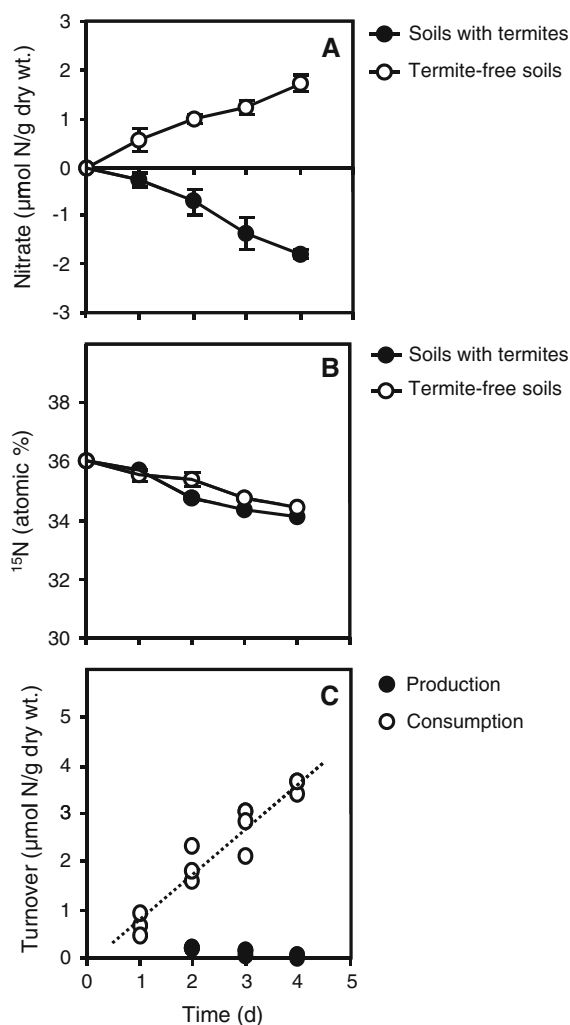 A
Nitrate (µmol N/g dry wt.)
3
2
1
0
-1
-2
-3
Soils with termites
Termite-free soils
B
¹⁵N (atomic %)
38
36
34
32
30
Soils with termites
Termite-free soils
C
Turnover (µmol N/g dry wt.)
5
4
3
2
1
0
Production
Consumption
0 1 2 3 4 5
Time (d)